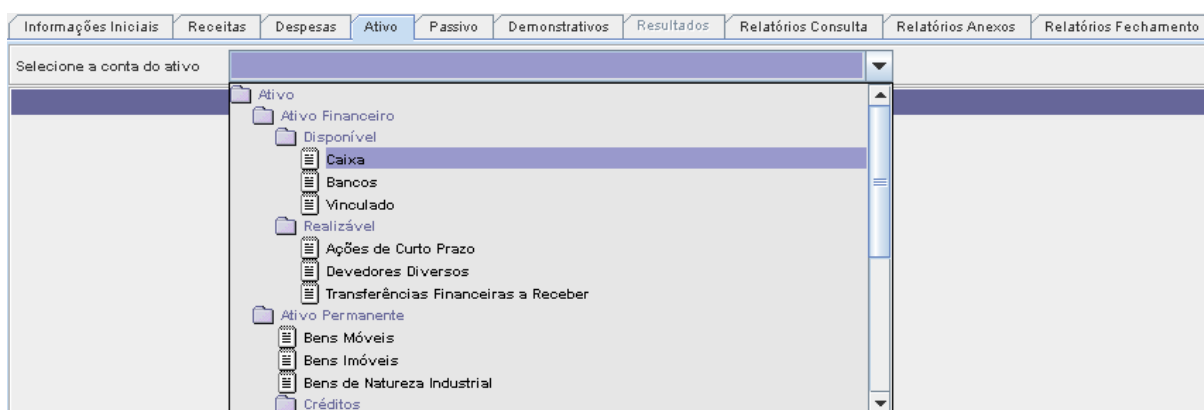 Informações Iniciais Receitas Despesas Ativo Passivo Demonstrativos Resultados Relatórios Consulta Relatórios Anexos Relatórios Fechamento
Selecione a conta do ativo
Ativo
Ativo Financeiro
Disponível
Caixa
Bancos
Vinculado
Realizável
Ações de Curto Prazo
Devedores Diversos
Transferências Financeiras a Receber
Ativo Permanente
Bens Móveis
Bens Imóveis
Bens de Natureza Industrial
Créditos